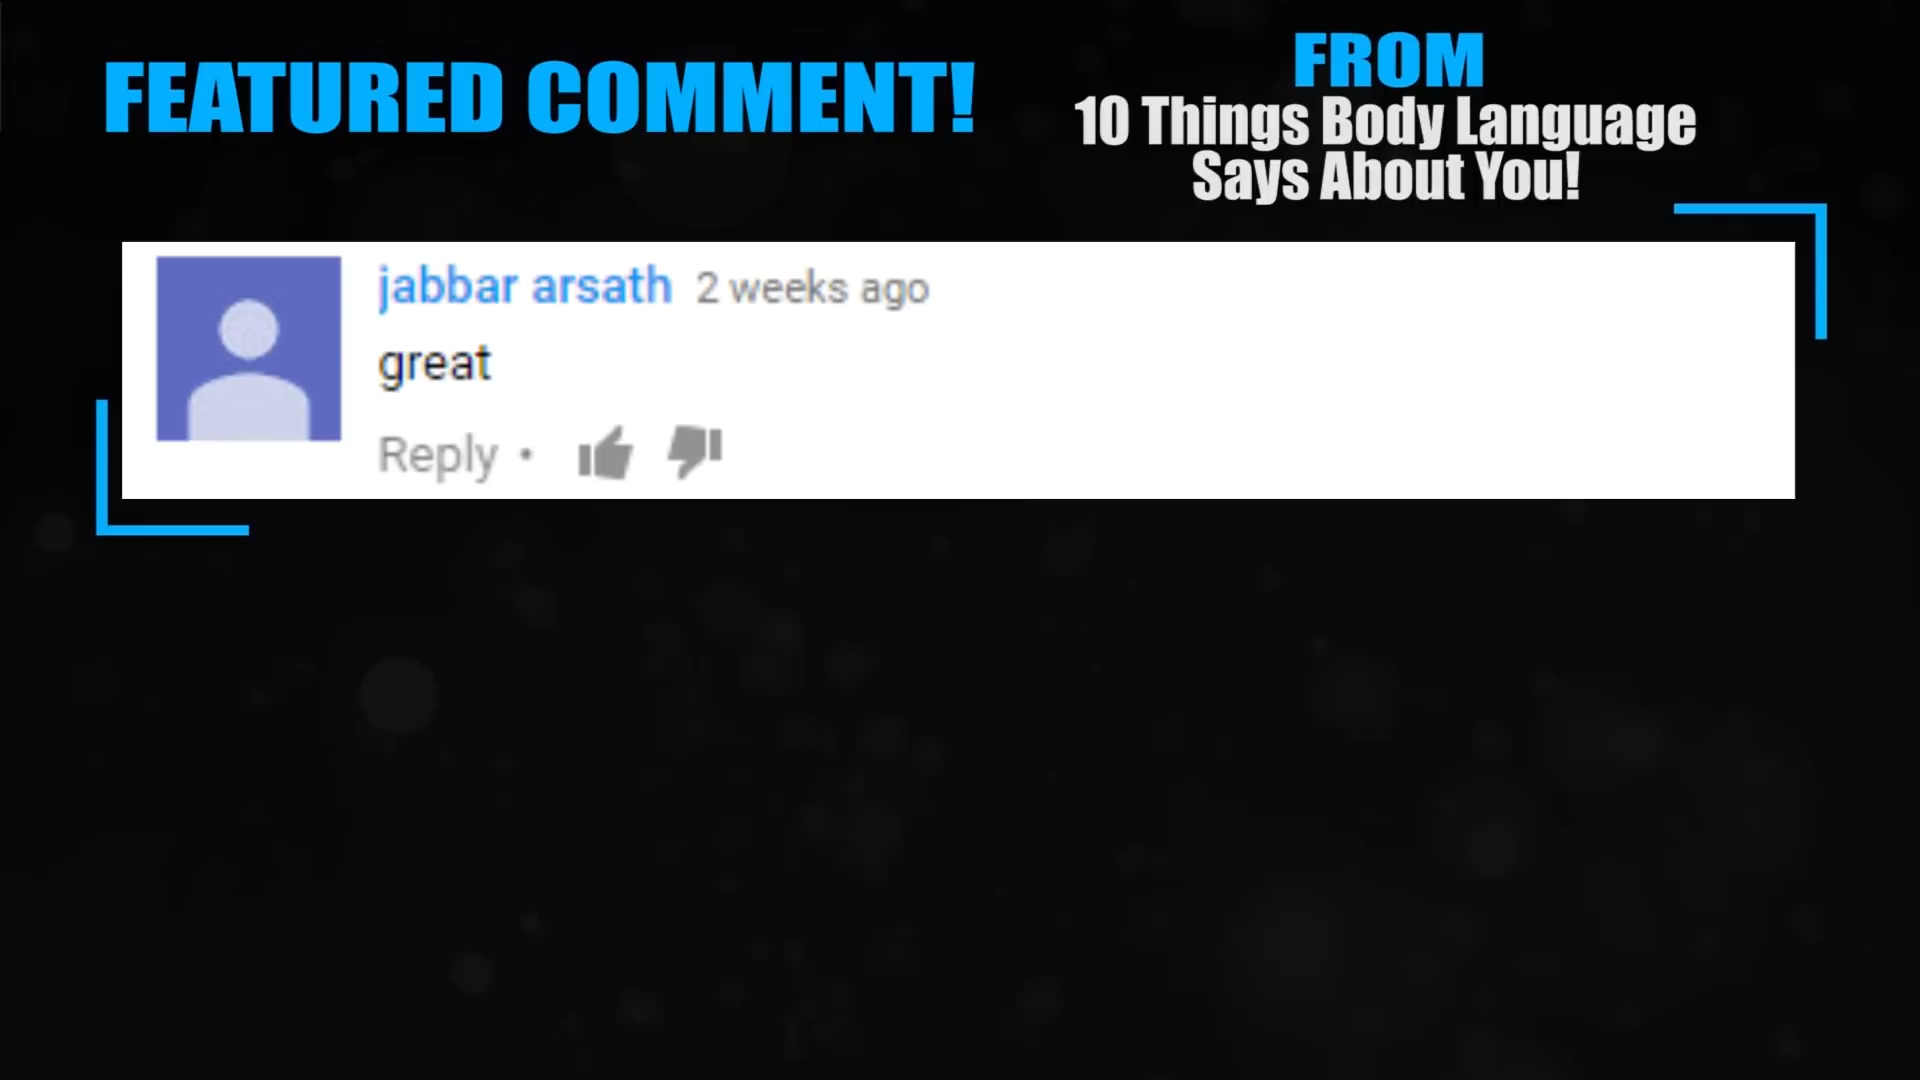 FEATURED COMMENT!
FROM
10 Things Body Language
Says About You!
jabbar arsath 2 weeks ago
great
Reply •